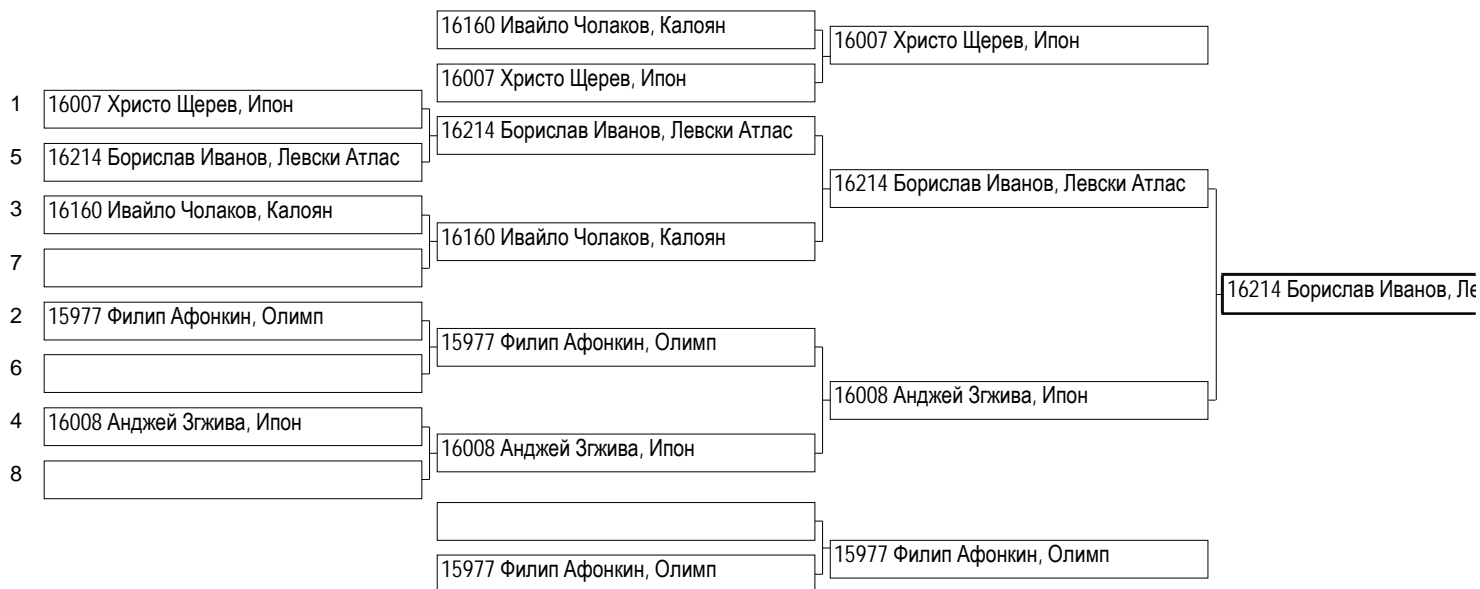 16160 Ивайло Чолаков, Калоян
16007 Христо Щерев, Ипон
16007 Христо Щерев, Ипон
1 16007 Христо Щерев, Ипон
16214 Борислав Иванов, Левски Атлас
5 16214 Борислав Иванов, Левски Атлас
16214 Борислав Иванов, Левски Атлас
3 16160 Ивайло Чолаков, Калоян
16160 Ивайло Чолаков, Калоян
7
16214 Борислав Иванов, Ле
2 15977 Филип Афонкин, Олимп
15977 Филип Афонкин, Олимп
6
16008 Анджей Згжива, Ипон
4 16008 Анджей Згжива, Ипон
16008 Анджей Згжива, Ипон
8
15977 Филип Афонкин, Олимп
15977 Филип Афонкин, Олимп